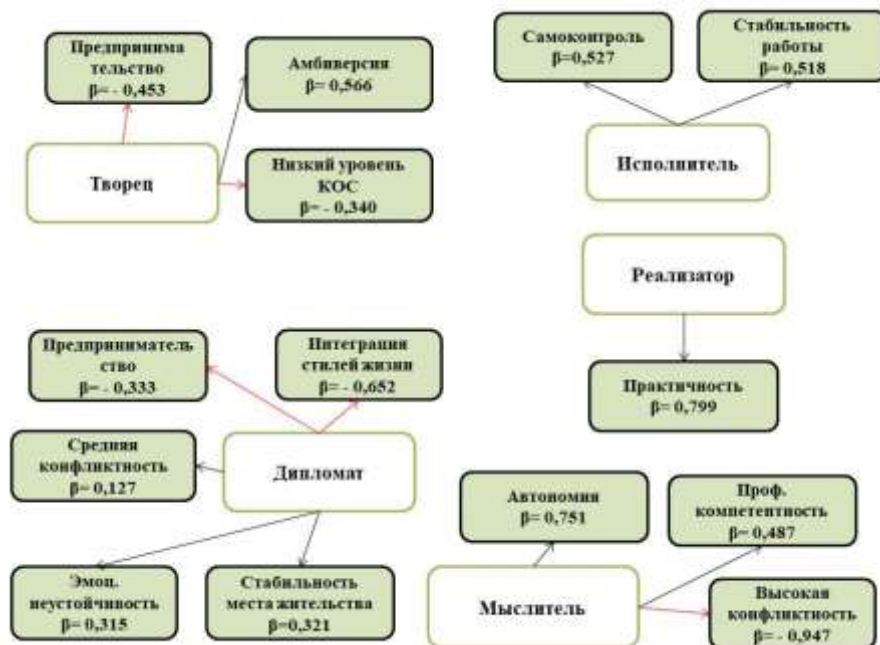 Предпринима
тельство
β= - 0,453
Амбиверсия
β= 0,566
Творец
Низкий уровень
КОС
β= - 0,340
Самоконтроль
β=0,527
Стабильность
работы
β= 0,518
Исполнитель
Реализатор
Практичность
β= 0,799
Предприниматель
ство
β= - 0,333
Интеграция
стилей жизни
β= - 0,652
Средняя
конфликтность
β= 0,127
Дипломат
Эмоц.
неустойчивость
β= 0,315
Стабильность
места жительства
β=0,321
Автономия
β= 0,751
Проф.
компетентность
β= 0,487
Мыслитель
Высокая
конфликтность
β= - 0,947